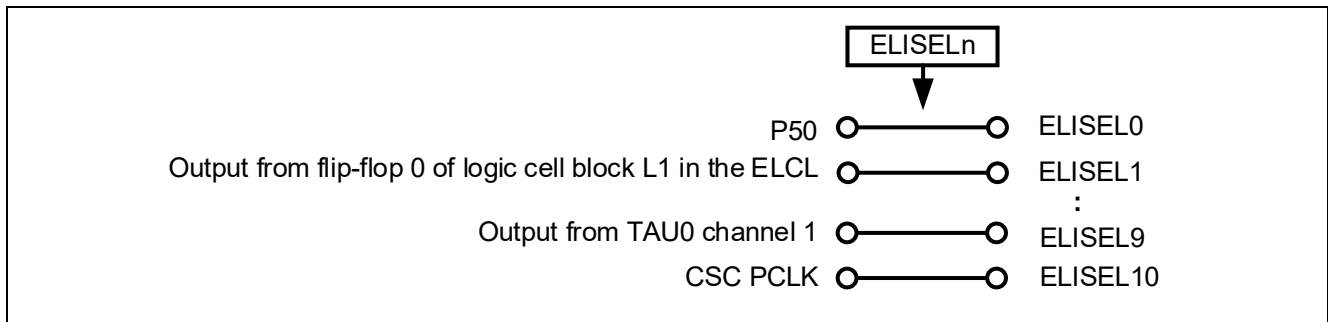 ELISELn
P50 ELISEL0
Output from flip-flop 0 of logic cell block L1 in the ELCL ELISEL1
:
Output from TAU0 channel 1 ELISEL9
CSC PCLK ELISEL10